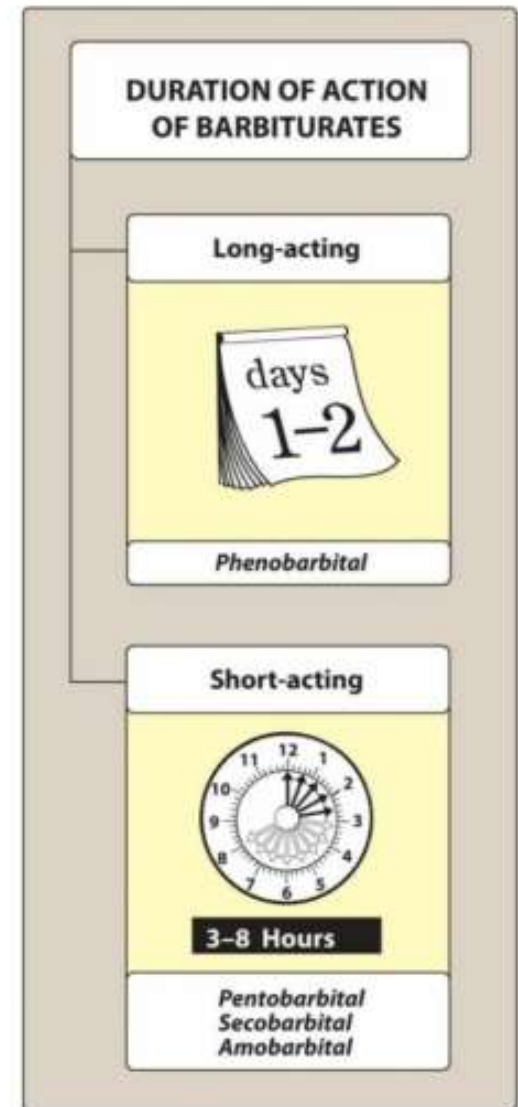 DURATION OF ACTION
OF BARBITURATES
Long-acting
days
1–2
Phenobarbital
Short-acting
12
1
2
3
4
5
6
7
8
9
10
11
3–8 Hours
Pentobarbital
Secobarbital
Amobarbital